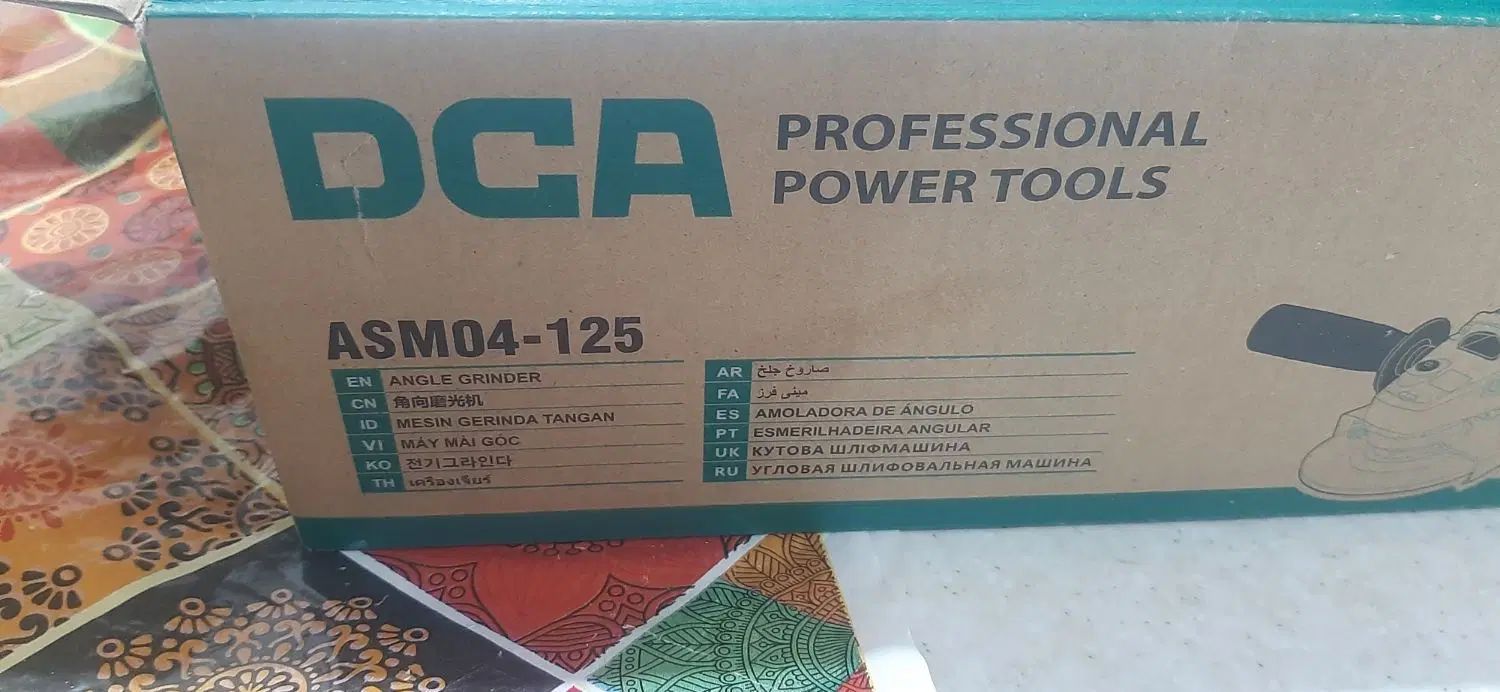 DCA
PROFESSIONAL
POWER TOOLS
ASM04-125
EN ANGLE GRINDER
CN 角向磨光机
ID MESIN GERINDA TANGAN
VI MÁY MÀI GÓC
KO 전기그라인다
TH เครื่องเจียร์
AR صاروخ جلخ
FA مینی فرز
ES AMOLADORA DE ÁNGULO
PT ESMERILHADEIRA ANGULAR
UK КУТОВА ШЛІФМАШИНА
RU УГЛОВАЯ ШЛИФОВАЛЬНАЯ МАШИНА